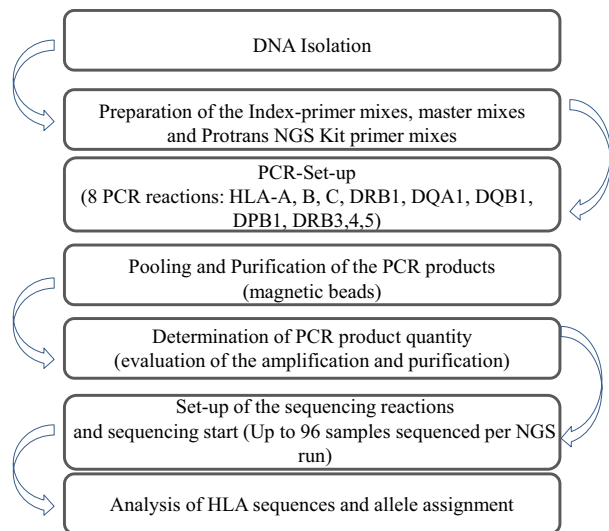 DNA Isolation
Preparation of the Index-primer mixes, master mixes
and Protrans NGS Kit primer mixes
PCR-Set-up
(8 PCR reactions: HLA-A, B, C, DRB1, DQA1, DQB1,
DPB1, DRB3,4,5)
Pooling and Purification of the PCR products
(magnetic beads)
Determination of PCR product quantity
(evaluation of the amplification and purification)
Set-up of the sequencing reactions
and sequencing start (Up to 96 samples sequenced per NGS
run)
Analysis of HLA sequences and allele assignment